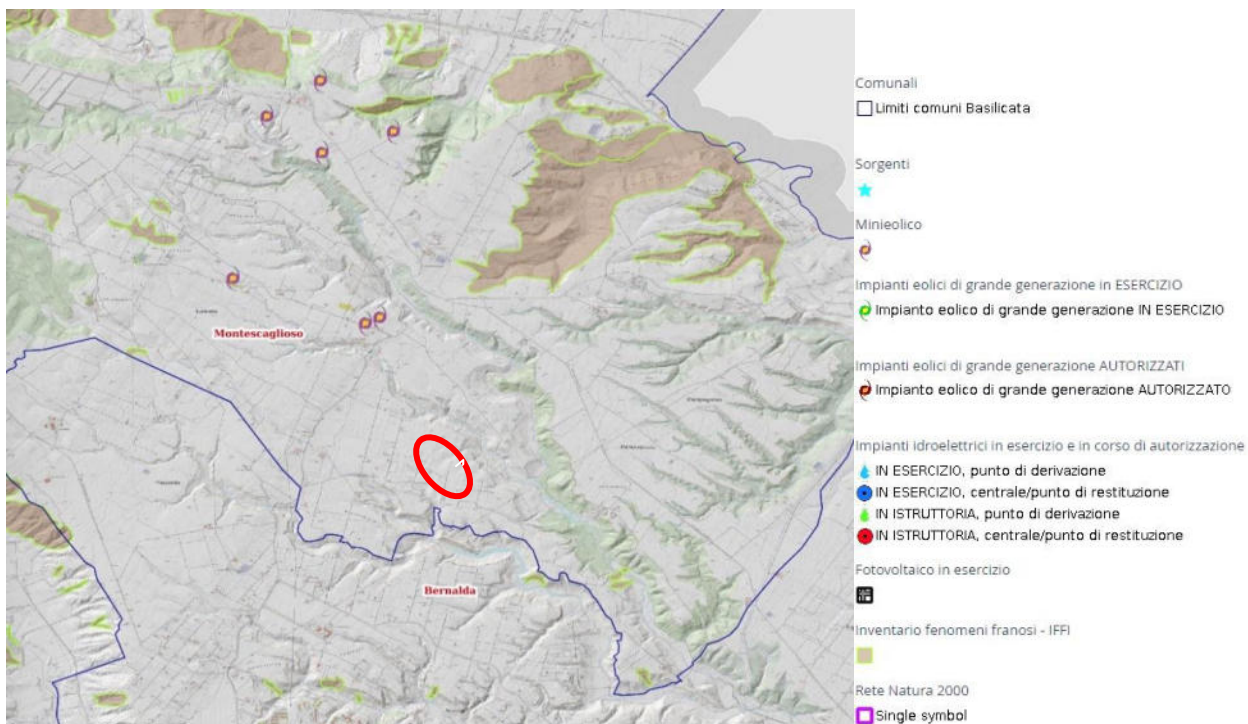 Comunali
Limiti comuni Basilicata
Sorgenti
Minieolico
Impianti eolici di grande generazione in ESERCIZIO
Impianto eolico di grande generazione IN ESERCIZIO
Impianti eolici di grande generazione AUTORIZZATI
Impianto eolico di grande generazione AUTORIZZATO
Impianti idroelettrici in esercizio e in corso di autorizzazione
IN ESERCIZIO, punto di derivazione
IN ESERCIZIO, centrale/punto di restituzione
IN ISTRUTTORIA, punto di derivazione
IN ISTRUTTORIA, centrale/punto di restituzione
Fotovoltaico in esercizio
Inventario fenomeni franosi - IFFI
Rete Natura 2000
Single symbol
Montescaglioso
Bernalda